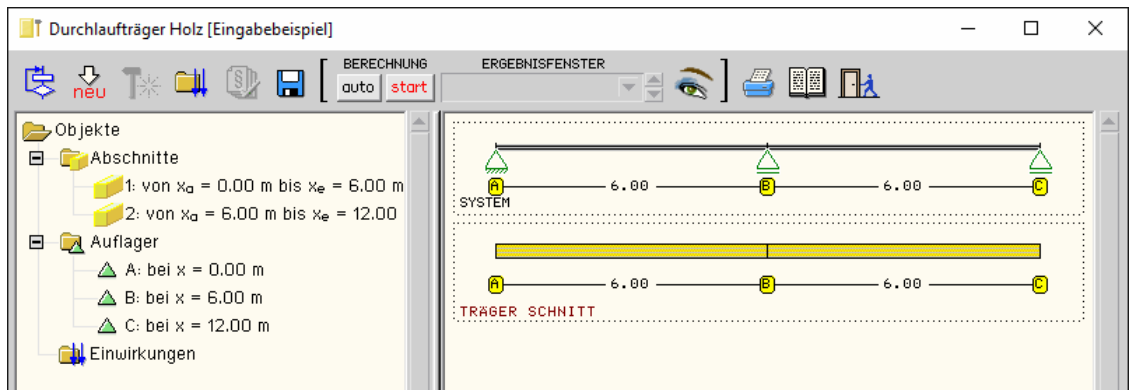 Durchlaufträger Holz [Eingabebeispiel]
BERECHNUNG ERGEBNISFENSTER
neu § auto start
Objekte
Abschnitte
1: von xa = 0.00 m bis xe = 6.00 m
2: von xa = 6.00 m bis xe = 12.00
Auflager
A: bei x = 0.00 m
B: bei x = 6.00 m
C: bei x = 12.00 m
Einwirkungen
A 6.00 B 6.00 C
SYSTEM
A 6.00 B 6.00 C
TRÄGER SCHNITT